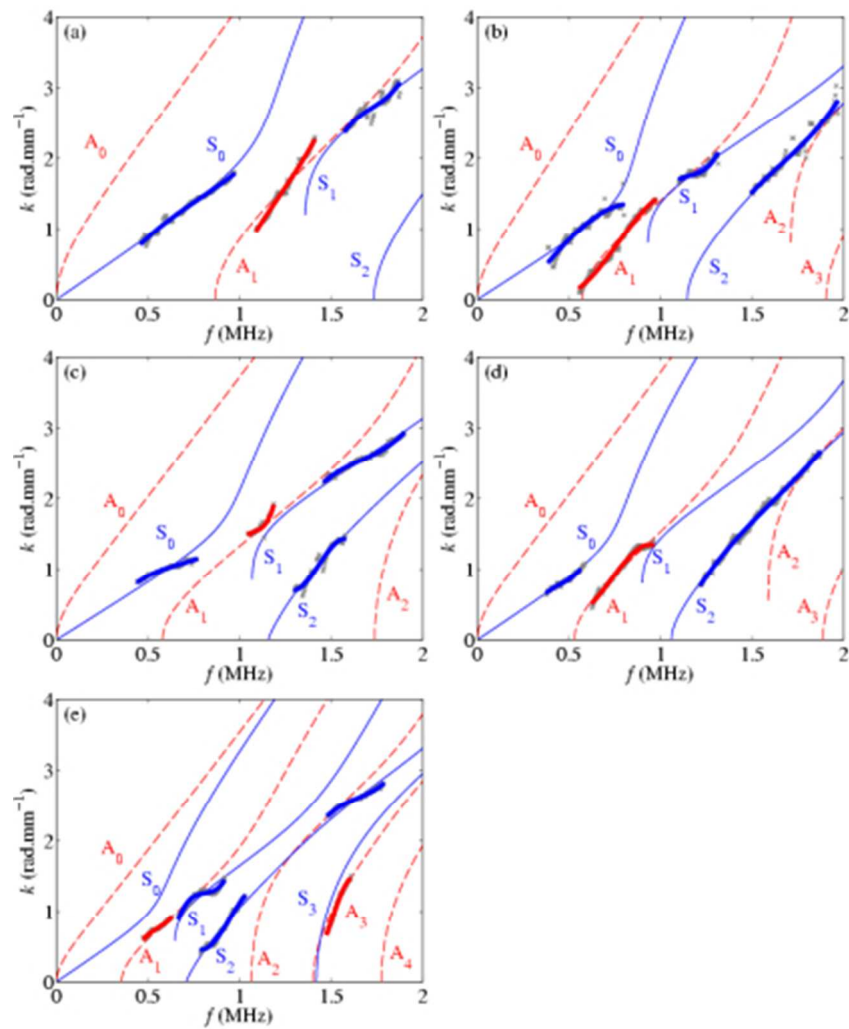 (a)
4
3
2
1
0
k (rad.mm⁻¹)
A₀
S₀
A₁
S₁
S₂
0 0.5 1 1.5 2
f (MHz)
(b)
4
3
2
1
0
k (rad.mm⁻¹)
A₀
S₀
A₁
S₁
S₂
A₂
A₃
0 0.5 1 1.5 2
f (MHz)
(c)
4
3
2
1
0
k (rad.mm⁻¹)
A₀
S₀
A₁
S₁
S₂
A₂
0 0.5 1 1.5 2
f (MHz)
(d)
4
3
2
1
0
k (rad.mm⁻¹)
A₀
S₀
A₁
S₁
S₂
A₂
A₃
0 0.5 1 1.5 2
f (MHz)
(e)
4
3
2
1
0
k (rad.mm⁻¹)
A₀
S₀
A₁
S₁
S₂
A₂
S₃
A₃
A₄
0 0.5 1 1.5 2
f (MHz)